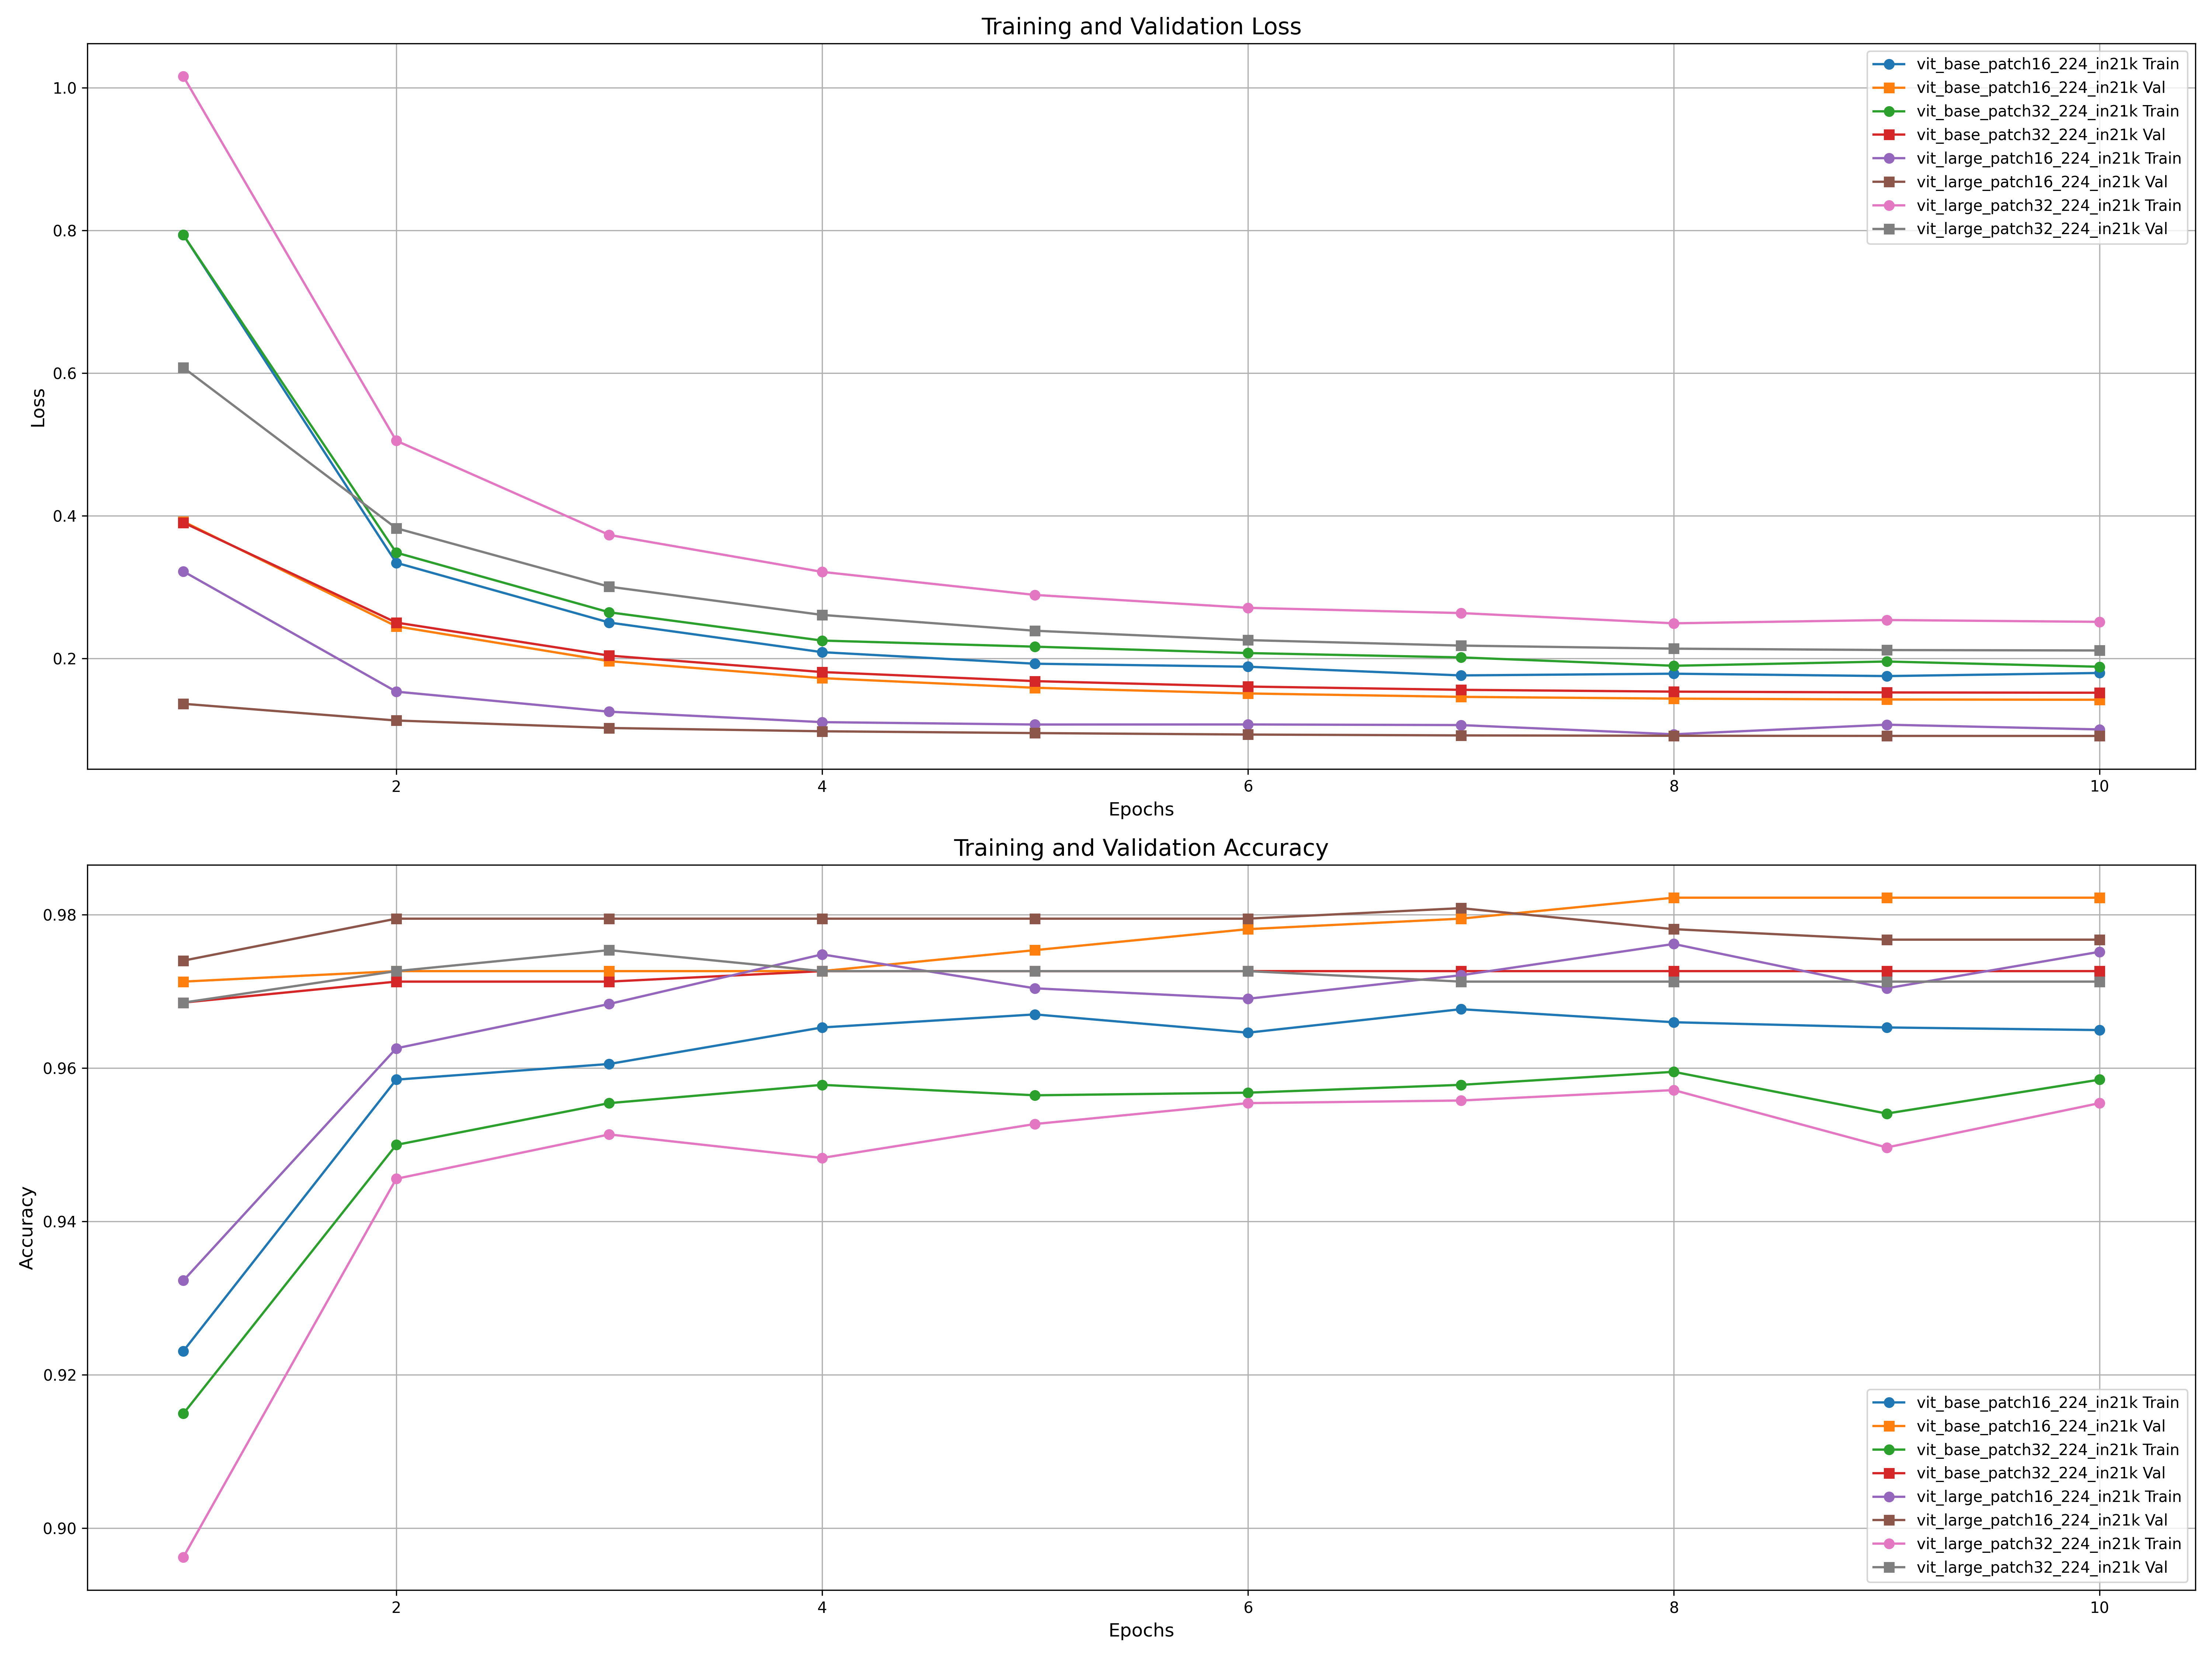 Training and Validation Loss
1.0
0.8
0.6
0.4
0.2
Loss
vit_base_patch16_224_in21k Train
vit_base_patch16_224_in21k Val
vit_base_patch32_224_in21k Train
vit_base_patch32_224_in21k Val
vit_large_patch16_224_in21k Train
vit_large_patch16_224_in21k Val
vit_large_patch32_224_in21k Train
vit_large_patch32_224_in21k Val
2 4 6 8 10
Epochs
Training and Validation Accuracy
0.98
0.96
0.94
0.92
0.90
Accuracy
vit_base_patch16_224_in21k Train
vit_base_patch16_224_in21k Val
vit_base_patch32_224_in21k Train
vit_base_patch32_224_in21k Val
vit_large_patch16_224_in21k Train
vit_large_patch16_224_in21k Val
vit_large_patch32_224_in21k Train
vit_large_patch32_224_in21k Val
2 4 6 8 10
Epochs